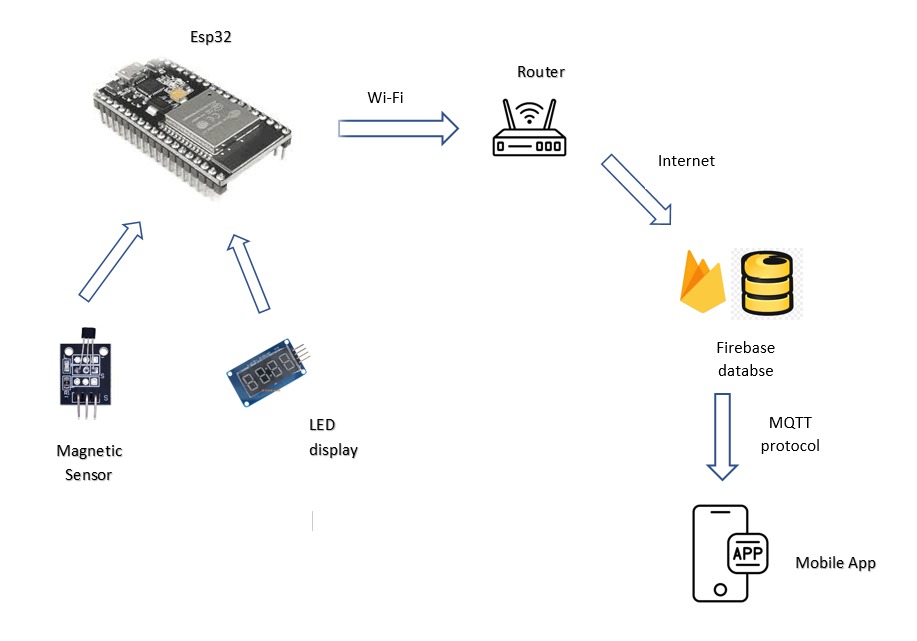 Esp32
Router
Wi-Fi
Internet
Firebase
databse
MQTT
protocol
LED
display
Magnetic
Sensor
APP
Mobile App